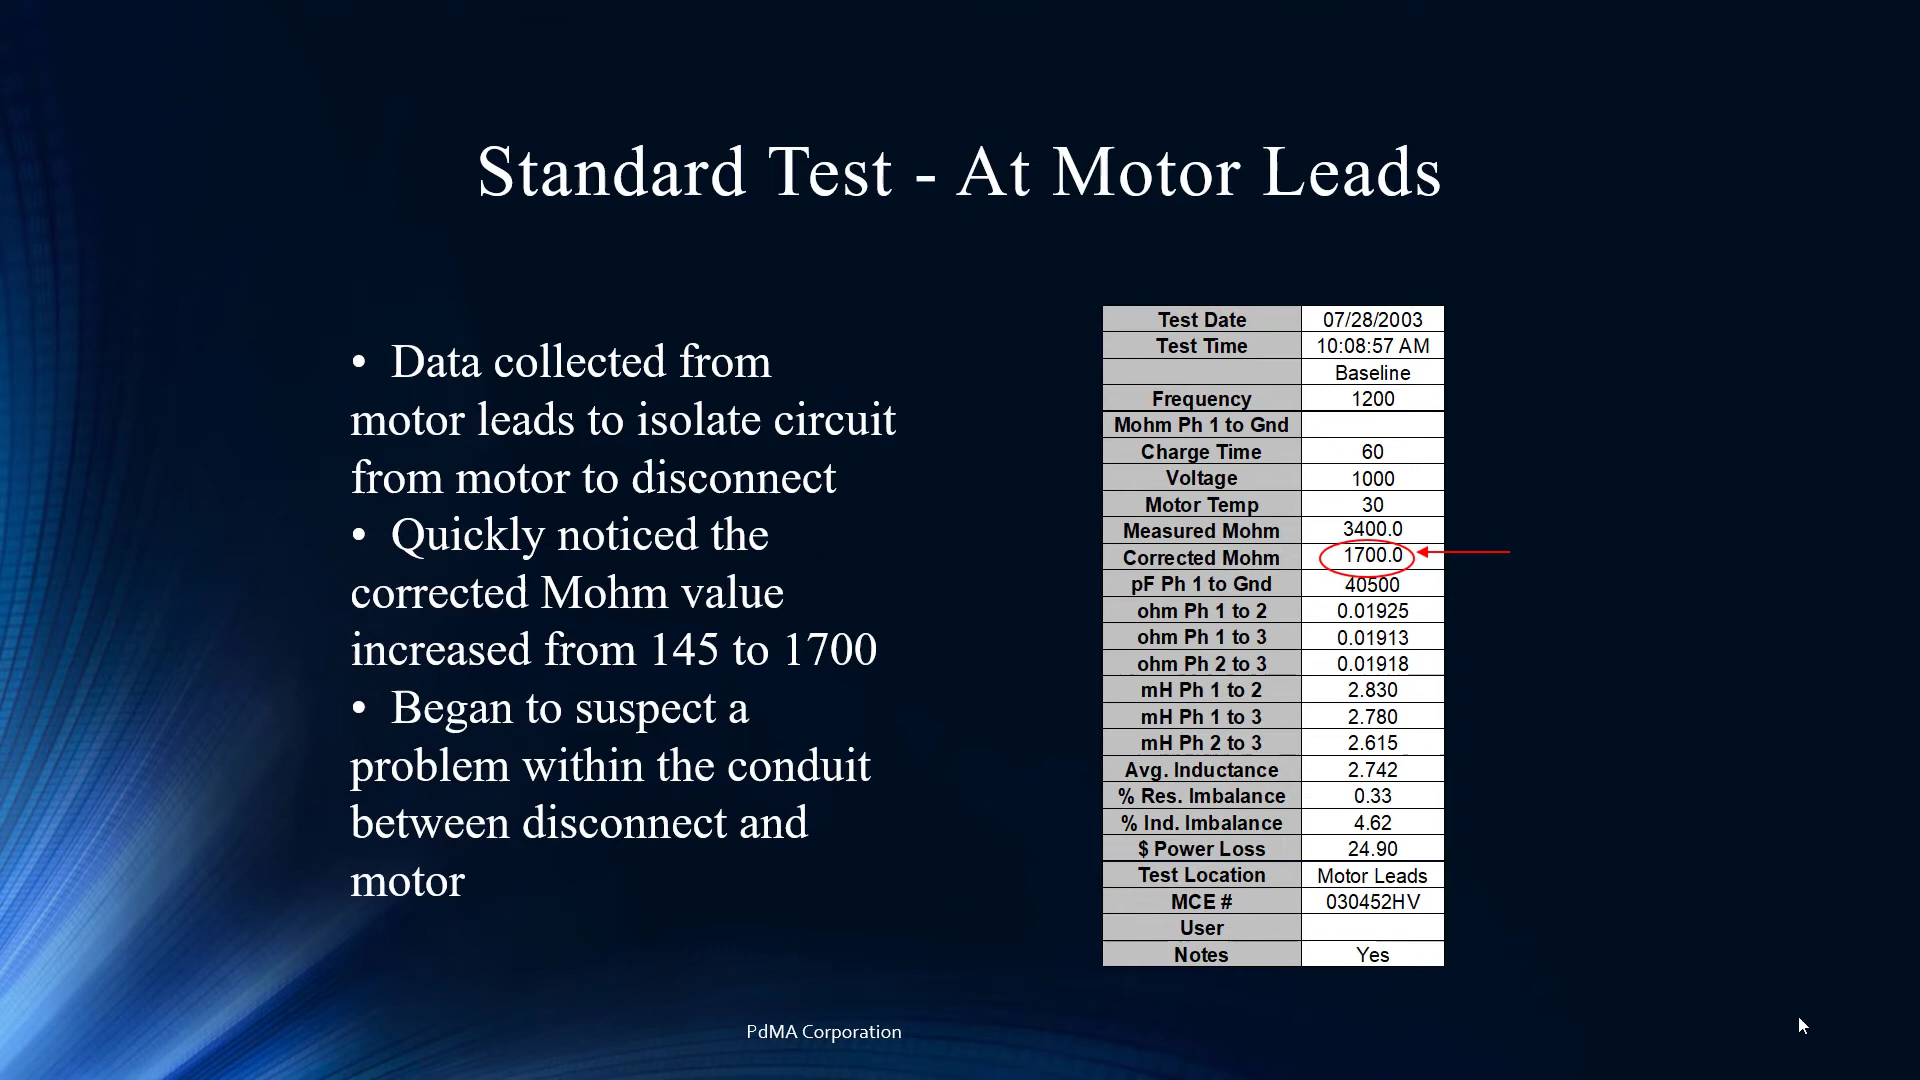 Standard Test - At Motor Leads
• Data collected from
motor leads to isolate circuit
from motor to disconnect
• Quickly noticed the
corrected Mohm value
increased from 145 to 1700
• Began to suspect a
problem within the conduit
between disconnect and
motor
Test Date 07/28/2003
Test Time 10:08:57 AM
Baseline
Frequency 1200
Mohm Ph 1 to Gnd
Charge Time 60
Voltage 1000
Motor Temp 30
Measured Mohm 3400.0
Corrected Mohm 1700.0
pF Ph 1 to Gnd 40500
ohm Ph 1 to 2 0.01925
ohm Ph 1 to 3 0.01913
ohm Ph 2 to 3 0.01918
mH Ph 1 to 2 2.830
mH Ph 1 to 3 2.780
mH Ph 2 to 3 2.615
Avg. Inductance 2.742
% Res. Imbalance 0.33
% Ind. Imbalance 4.62
$ Power Loss 24.90
Test Location Motor Leads
MCE # 030452HV
User
Notes Yes
PdMA Corporation